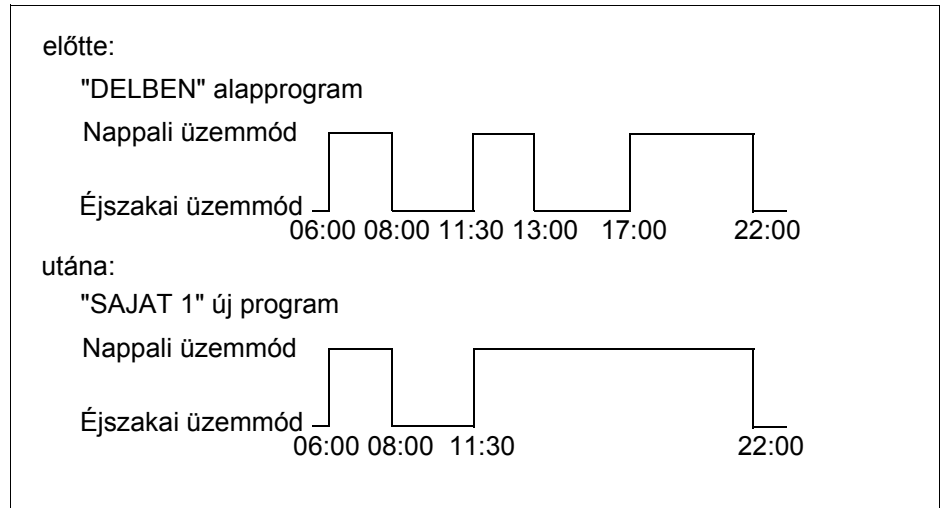 előtte:
"DELBEN" alapprogram
Nappali üzemmód
Éjszakai üzemmód
06:00 08:00 11:30 13:00 17:00 22:00
utána:
"SAJAT 1" új program
Nappali üzemmód
Éjszakai üzemmód
06:00 08:00 11:30 22:00